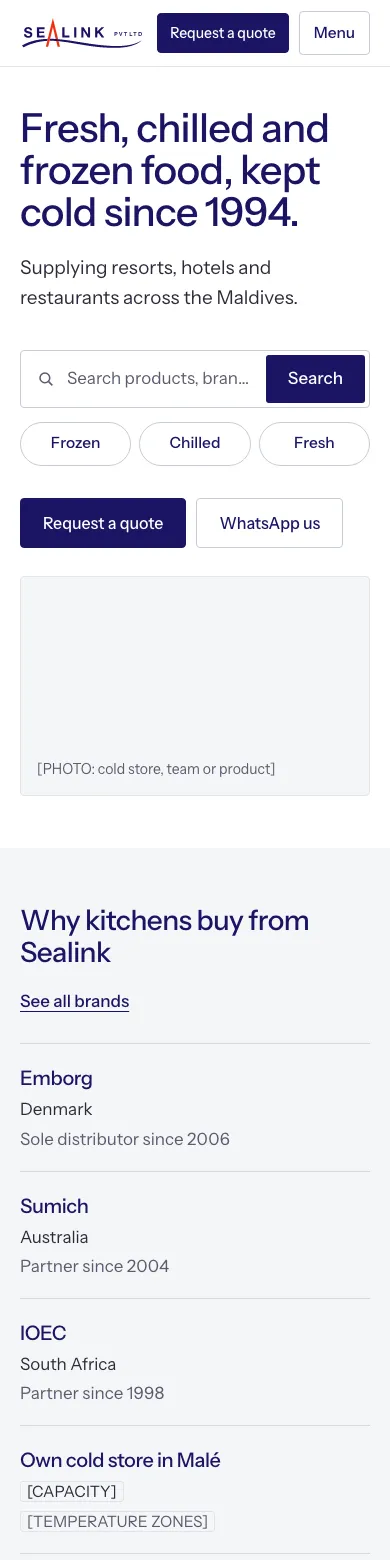 SEALINK PVT LTD
Request a quote
Menu
Fresh, chilled and
frozen food, kept
cold since 1994.
Supplying resorts, hotels and
restaurants across the Maldives.
Search products, bran...
Search
Frozen
Chilled
Fresh
Request a quote
WhatsApp us
[PHOTO: cold store, team or product]
Why kitchens buy from
Sealink
See all brands
Emborg
Denmark
Sole distributor since 2006
Sumich
Australia
Partner since 2004
IOEC
South Africa
Partner since 1998
Own cold store in Malé
[CAPACITY]
[TEMPERATURE ZONES]